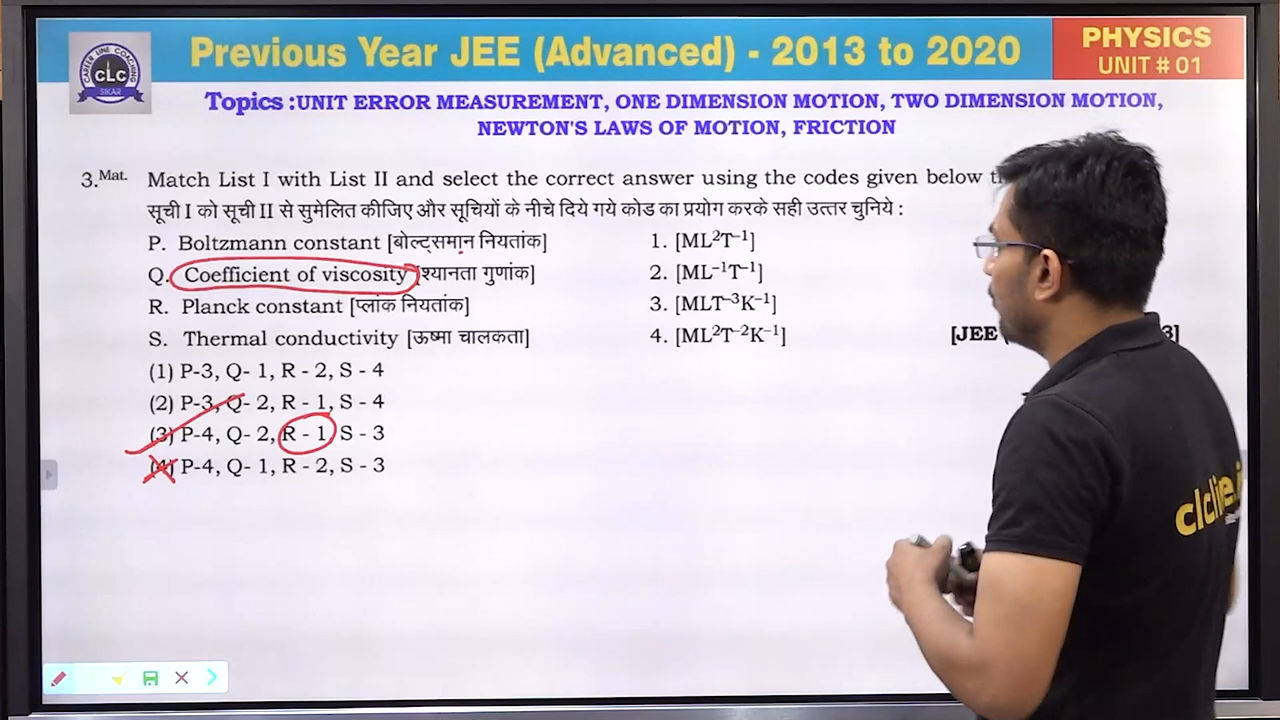 Previous Year JEE (Advanced) - 2013 to 2020
PHYSICS
UNIT # 01
CAREER LINE COACHING
CLC
SIKAR
Topics :UNIT ERROR MEASUREMENT, ONE DIMENSION MOTION, TWO DIMENSION MOTION,
NEWTON'S LAWS OF MOTION, FRICTION
3.Mat. Match List I with List II and select the correct answer using the codes given below
सूची I को सूची II से सुमेलित कीजिए और सूचियों के नीचे दिये गये कोड का प्रयोग करके सही उत्तर चुनिये :
P. Boltzmann constant [बोल्ट्समान नियतांक] 1. [ML²T⁻¹]
Q. Coefficient of viscosity [श्यानता गुणांक] 2. [ML⁻¹T⁻¹]
R. Planck constant [प्लांक नियतांक] 3. [MLT⁻³K⁻¹]
S. Thermal conductivity [ऊष्मा चालकता] 4. [ML²T⁻²K⁻¹] [JEE
(1) P-3, Q- 1, R - 2, S - 4
(2) P-3, Q- 2, R - 1, S - 4
(3) P-4, Q- 2, R - 1, S - 3
(4) P-4, Q- 1, R - 2, S - 3